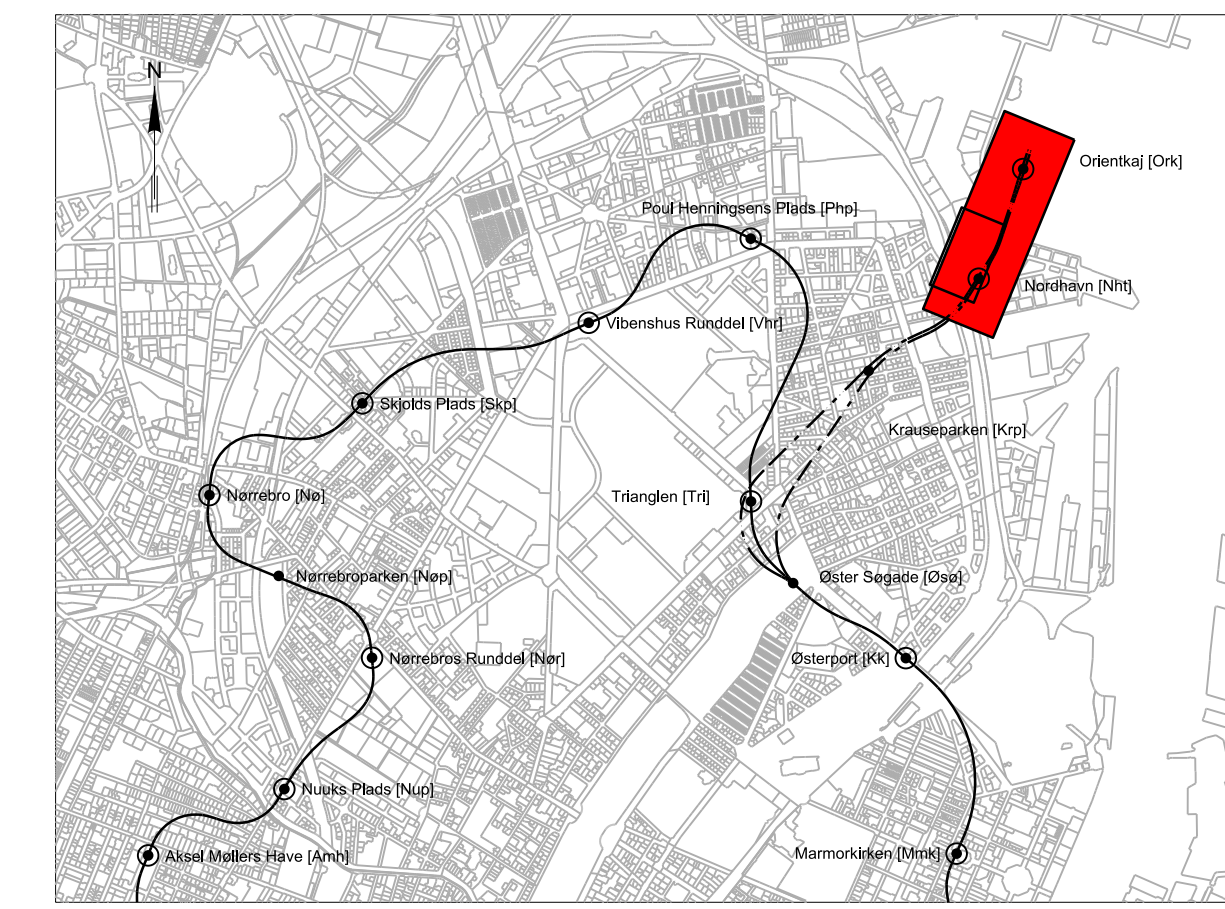 N
Orientkaj [Ork]
Poul Henningsens Plads [Php]
Nordhavn [Nht]
Vibenshus Runddel [Vhr]
Skjolds Plads [Skp]
Krauseparken [Krp]
Nørrebro [Nø]
Trianglen [Tri]
Nørrebroparken [Nøp]
Øster Søgade [Øsø]
Nørrebros Runddel [Nør]
Østerport [Kk]
Nuuks Plads [Nup]
Aksel Møllers Have [Amh]
Marmorkirken [Mmk]